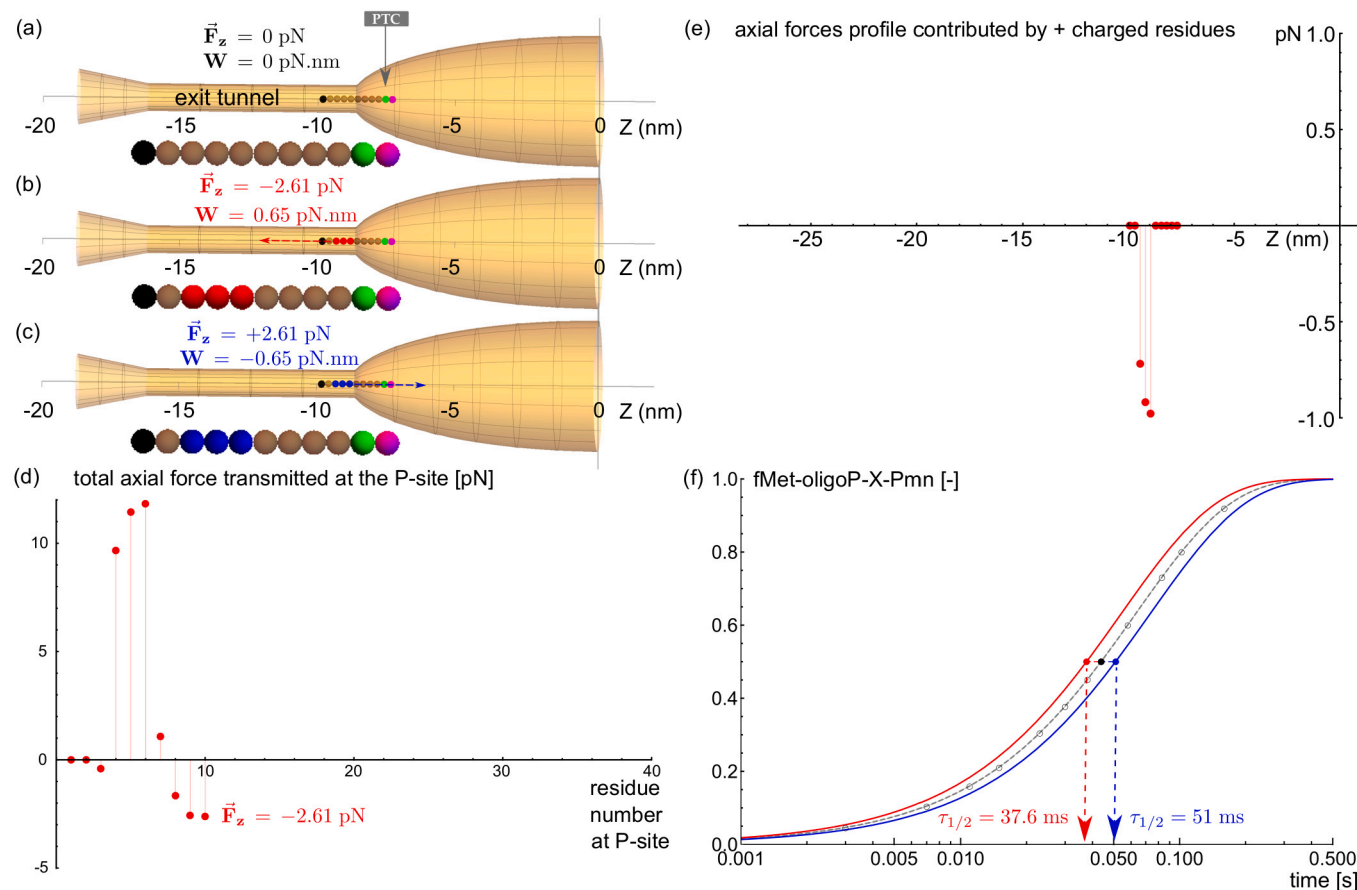 (a)
F⃗z = 0 pN
W = 0 pN.nm
PTC
exit tunnel
-20 -15 -10 -5 0 Z (nm)
(b)
F⃗z = −2.61 pN
W = 0.65 pN.nm
-20 -15 -10 -5 0 Z (nm)
(c)
F⃗z = +2.61 pN
W = −0.65 pN.nm
-20 -15 -10 -5 0 Z (nm)
(d) total axial force transmitted at the P-site [pN]
10
5
0
-5
10 20 30 40
residue
number
at P-site
F⃗z = −2.61 pN
(e) axial forces profile contributed by + charged residues
pN
1.0
0.5
-0.5
-1.0
-25 -20 -15 -10 -5
Z (nm)
(f) fMet-oligoP-X-Pmn [-]
1.0
0.8
0.6
0.4
0.2
0.0
τ1/2 = 37.6 ms
τ1/2 = 51 ms
0.001 0.005 0.010 0.050 0.100 0.500
time [s]